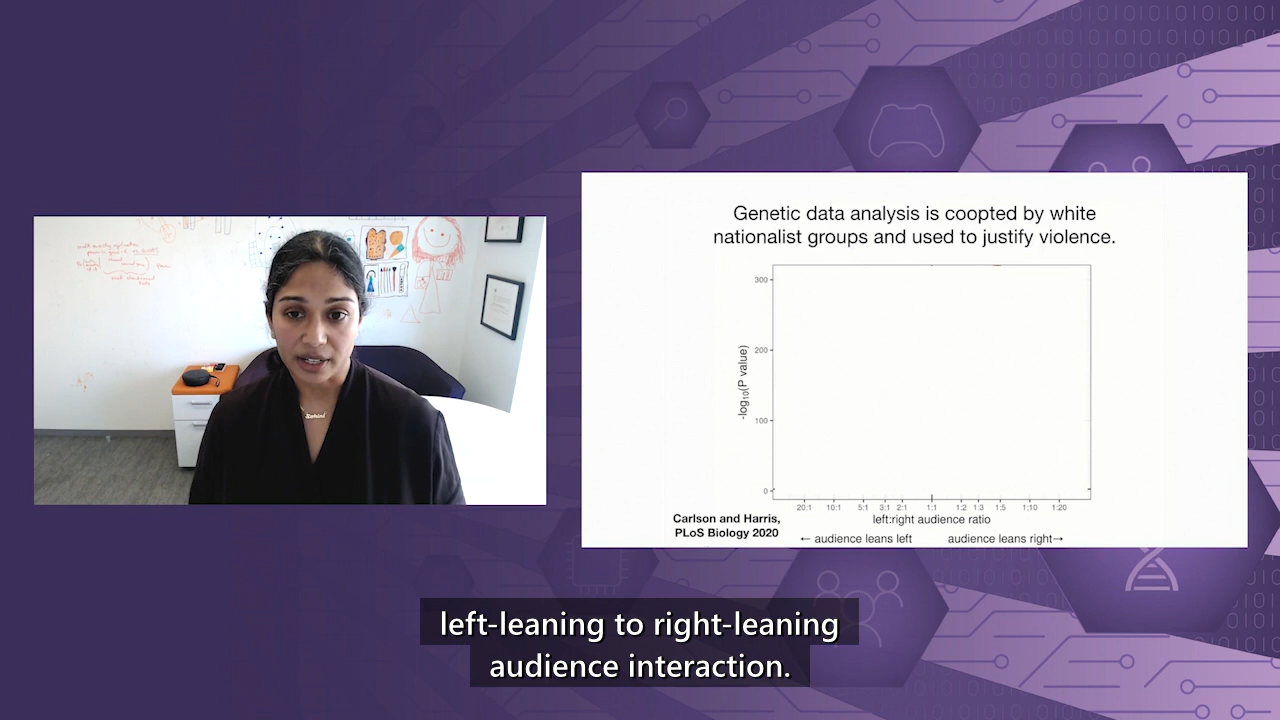 Genetic data analysis is coopted by white
nationalist groups and used to justify violence.
300
200
100
0
-log10(P value)
20:1 10:1 5:1 3:1 2:1 1:1 1:2 1:3 1:5 1:10 1:20
left:right audience ratio
← audience leans left audience leans right→
Carlson and Harris,
PLoS Biology 2020
left-leaning to right-leaning
audience interaction.